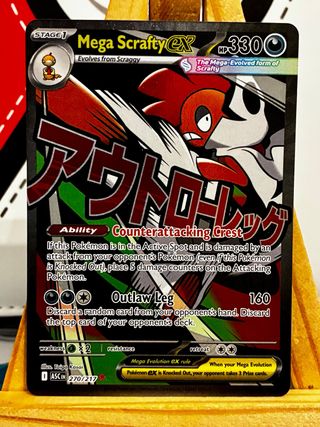 STAGE 1
Mega Scrafty ex HP 330
Evolves from Scraggy
The Mega-Evolved form of
Scrafty
アウトローレッグ
Ability Counterattacking Crest
If this Pokémon is in the Active Spot and is damaged by an
attack from your opponent's Pokémon (even if this Pokémon
is Knocked Out), place 5 damage counters on the Attacking
Pokémon.
Outlaw Leg 160
Discard a random card from your opponent's hand. Discard
the top card of your opponent's deck.
weakness ×2 resistance retreat
Mega Evolution ex rule
When your Mega Evolution
Pokémon ex is Knocked Out, your opponent takes 3 Prize cards.
I ASC EN 270/217